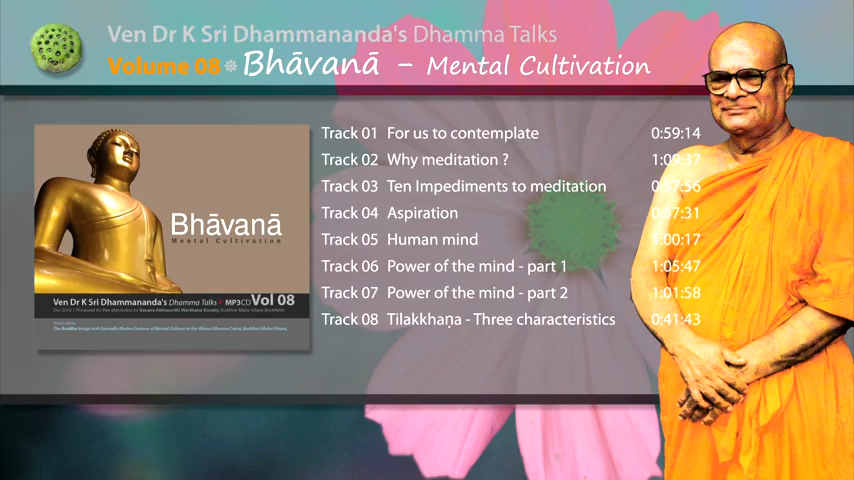 Ven Dr K Sri Dhammananda's Dhamma Talks
Volume 08 ❋ Bhāvanā – Mental Cultivation
Track 01 For us to contemplate 0:59:14
Track 02 Why meditation ? 1:09:37
Track 03 Ten Impediments to meditation 0:57:56
Track 04 Aspiration 0:57:31
Track 05 Human mind 1:00:17
Track 06 Power of the mind - part 1 1:05:47
Track 07 Power of the mind - part 2 1:01:58
Track 08 Tilakkhaṇa - Three characteristics 0:41:43
Bhāvanā
Mental Cultivation
Ven Dr K Sri Dhammananda's Dhamma Talks MP3CD Vol 08